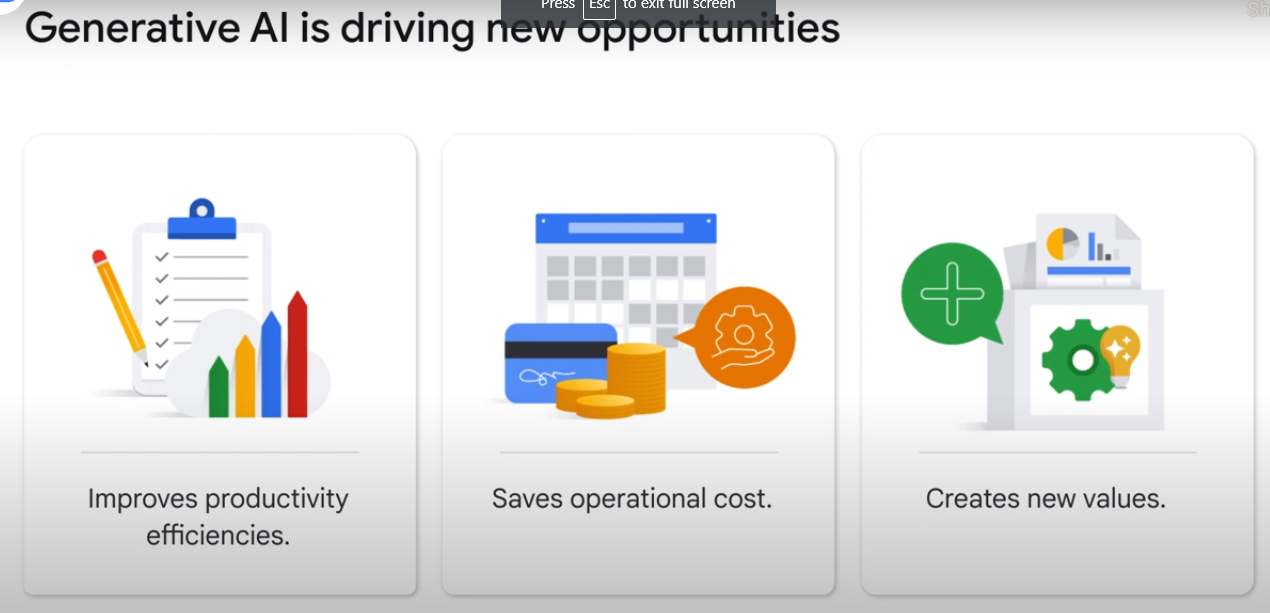 Press Esc to exit full screen
Generative AI is driving new opportunities
Improves productivity
efficiencies.
Saves operational cost.
Creates new values.